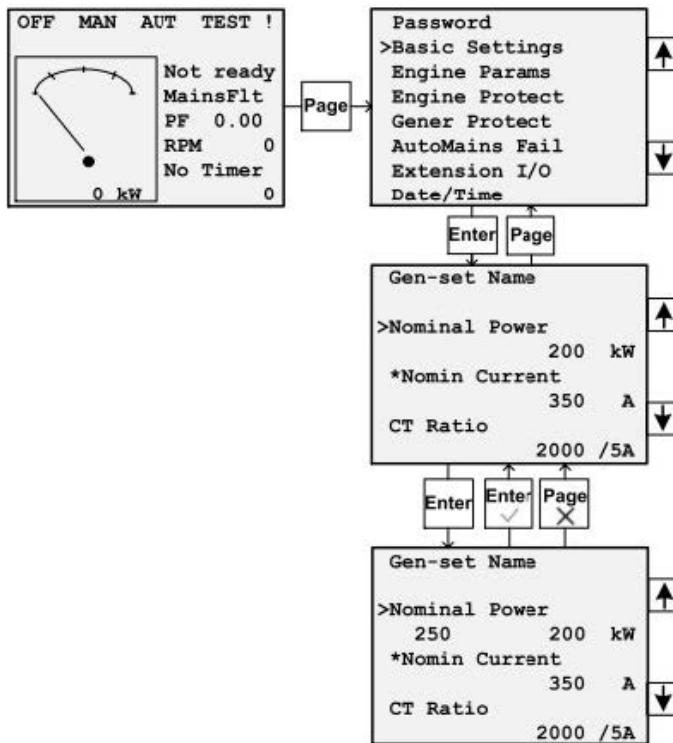 OFF MAN AUT TEST !
Not ready
MainsFlt
PF 0.00
RPM 0
No Timer
0 kW 0
Page
Password
>Basic Settings
Engine Params
Engine Protect
Gener Protect
AutoMains Fail
Extension I/O
Date/Time
Enter Page
Gen-set Name
>Nominal Power
200 kW
*Nomin Current
350 A
CT Ratio
2000 /5A
Enter Enter Page
Gen-set Name
>Nominal Power
250 200 kW
*Nomin Current
350 A
CT Ratio
2000 /5A